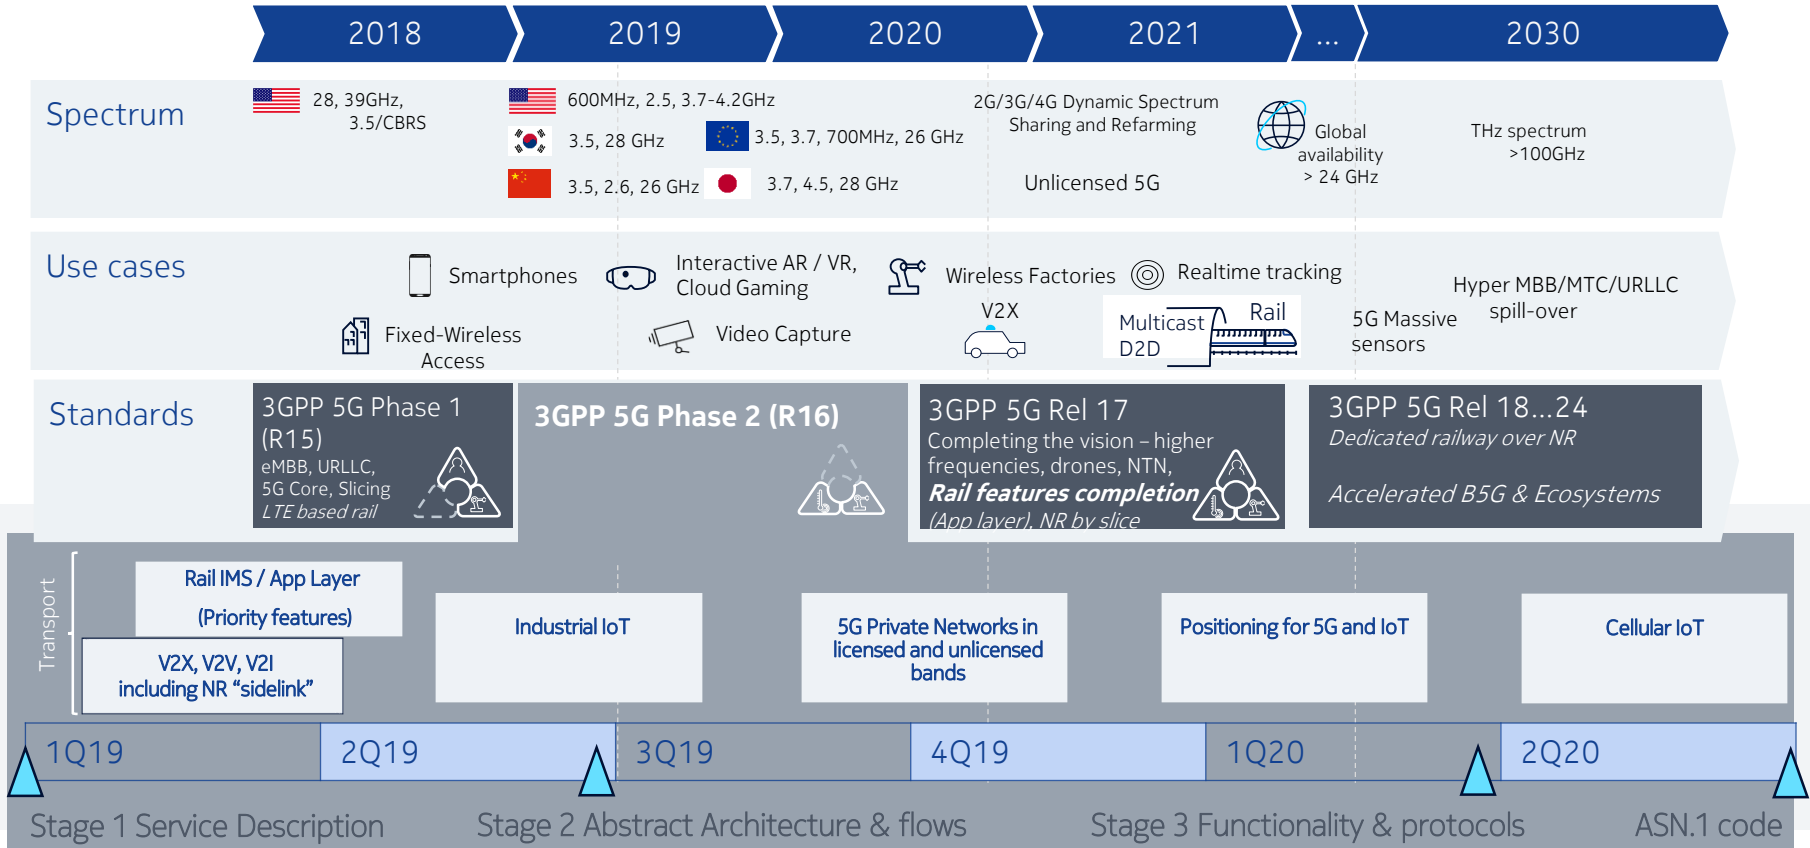 2018
2019
2020
2021
...
2030
Spectrum
28, 39GHz,
3.5/CBRS
600MHz, 2.5, 3.7-4.2GHz
3.5, 28 GHz
3.5, 3.7, 700MHz, 26 GHz
3.5, 2.6, 26 GHz
3.7, 4.5, 28 GHz
2G/3G/4G Dynamic Spectrum
Sharing and Refarming
Unlicensed 5G
Global
availability
> 24 GHz
THz spectrum
>100GHz
Use cases
Smartphones
Fixed-Wireless
Access
Interactive AR / VR,
Cloud Gaming
Video Capture
Wireless Factories
V2X
Realtime tracking
Multicast
D2D
Rail
5G Massive
sensors
Hyper MBB/MTC/URLLC
spill-over
Standards
3GPP 5G Phase 1
(R15)
eMBB, URLLC,
5G Core, Slicing
LTE based rail
3GPP 5G Phase 2 (R16)
3GPP 5G Rel 17
Completing the vision – higher
frequencies, drones, NTN,
Rail features completion
(App layer), NR by slice
3GPP 5G Rel 18...24
Dedicated railway over NR
Accelerated B5G & Ecosystems
Transport
Rail IMS / App Layer
(Priority features)
V2X, V2V, V2I
including NR “sidelink”
Industrial IoT
5G Private Networks in
licensed and unlicensed
bands
Positioning for 5G and IoT
Cellular IoT
1Q19
2Q19
3Q19
4Q19
1Q20
2Q20
Stage 1 Service Description
Stage 2 Abstract Architecture & flows
Stage 3 Functionality & protocols
ASN.1 code